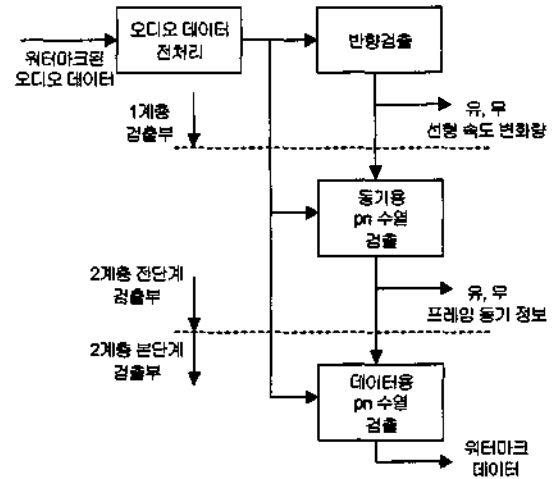 오디오 데이터
전처리
반향검출
워터마크된
오디오 데이터
유, 무
선형 속도 변화량
1계층
검출부
동기용
pn 수열
검출
2계층 전단계
검출부
유, 무
프레임 동기 정보
2계층 본단계
검출부
데이터용
pn 수열
검출
워터마크
데이터